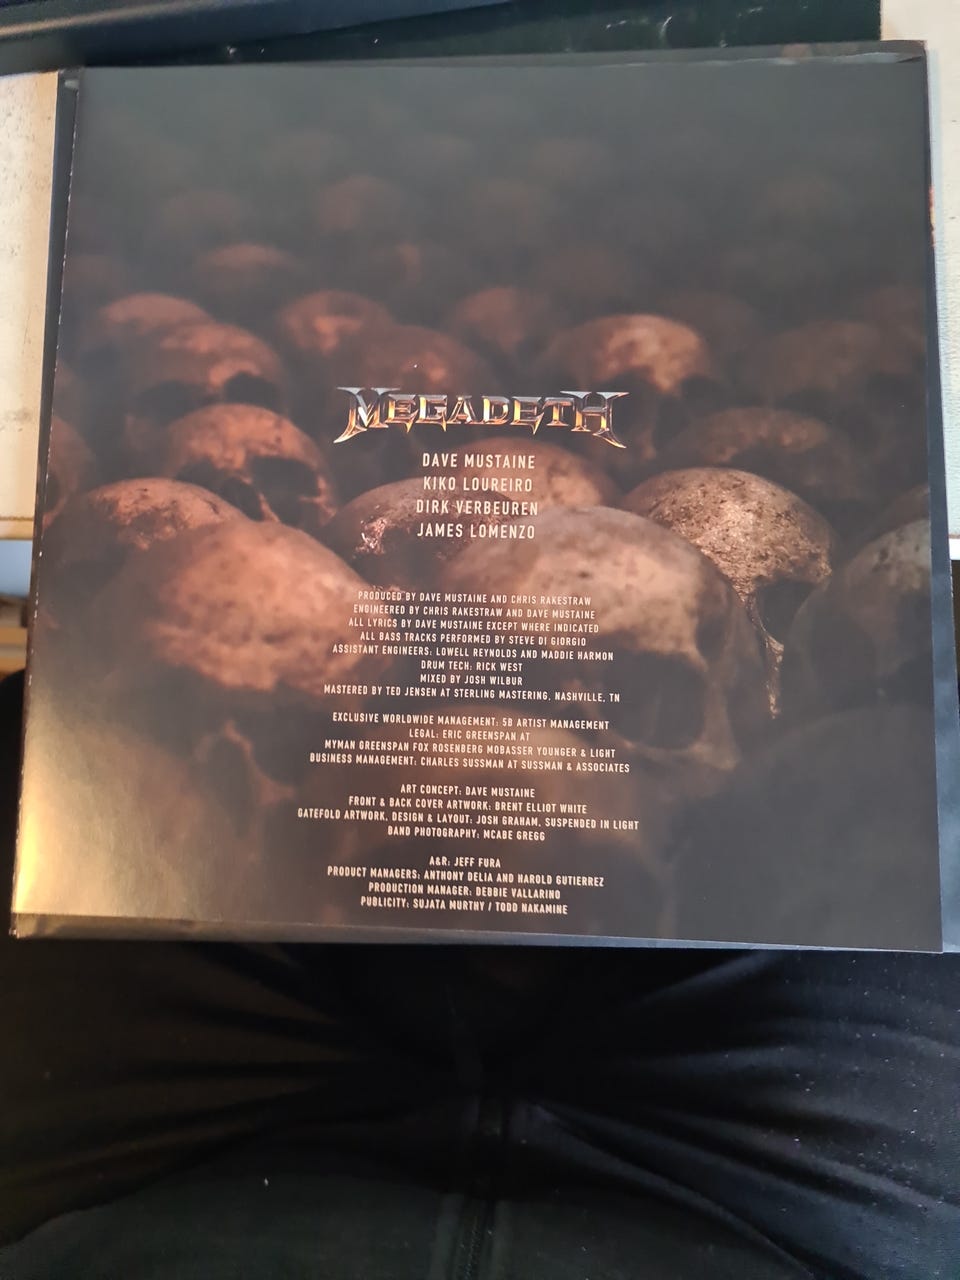 MEGADETH
DAVE MUSTAINE
KIKO LOUREIRO
DIRK VERBEUREN
JAMES LOMENZO
PRODUCED BY DAVE MUSTAINE AND CHRIS RAKESTRAW
ENGINEERED BY CHRIS RAKESTRAW AND DAVE MUSTAINE
ALL LYRICS BY DAVE MUSTAINE EXCEPT WHERE INDICATED
ALL BASS TRACKS PERFORMED BY STEVE DI GIORGIO
ASSISTANT ENGINEERS: LOWELL REYNOLDS AND MADDIE HARMON
DRUM TECH: RICK WEST
MIXED BY JOSH WILBUR
MASTERED BY TED JENSEN AT STERLING MASTERING, NASHVILLE, TN
EXCLUSIVE WORLDWIDE MANAGEMENT: 5B ARTIST MANAGEMENT
LEGAL: ERIC GREENSPAN AT
MYMAN GREENSPAN FOX ROSENBERG MOBASSER YOUNGER & LIGHT
BUSINESS MANAGEMENT: CHARLES SUSSMAN AT SUSSMAN & ASSOCIATES
ART CONCEPT: DAVE MUSTAINE
FRONT & BACK COVER ARTWORK: BRENT ELLIOT WHITE
GATEFOLD ARTWORK, DESIGN & LAYOUT: JOSH GRAHAM, SUSPENDED IN LIGHT
BAND PHOTOGRAPHY: MCABE GREGG
A&R: JEFF FURA
PRODUCT MANAGERS: ANTHONY DELIA AND HAROLD GUTIERREZ
PRODUCTION MANAGER: DEBBIE VALLARINO
PUBLICITY: SUJATA MURTHY / TODD NAKAMINE